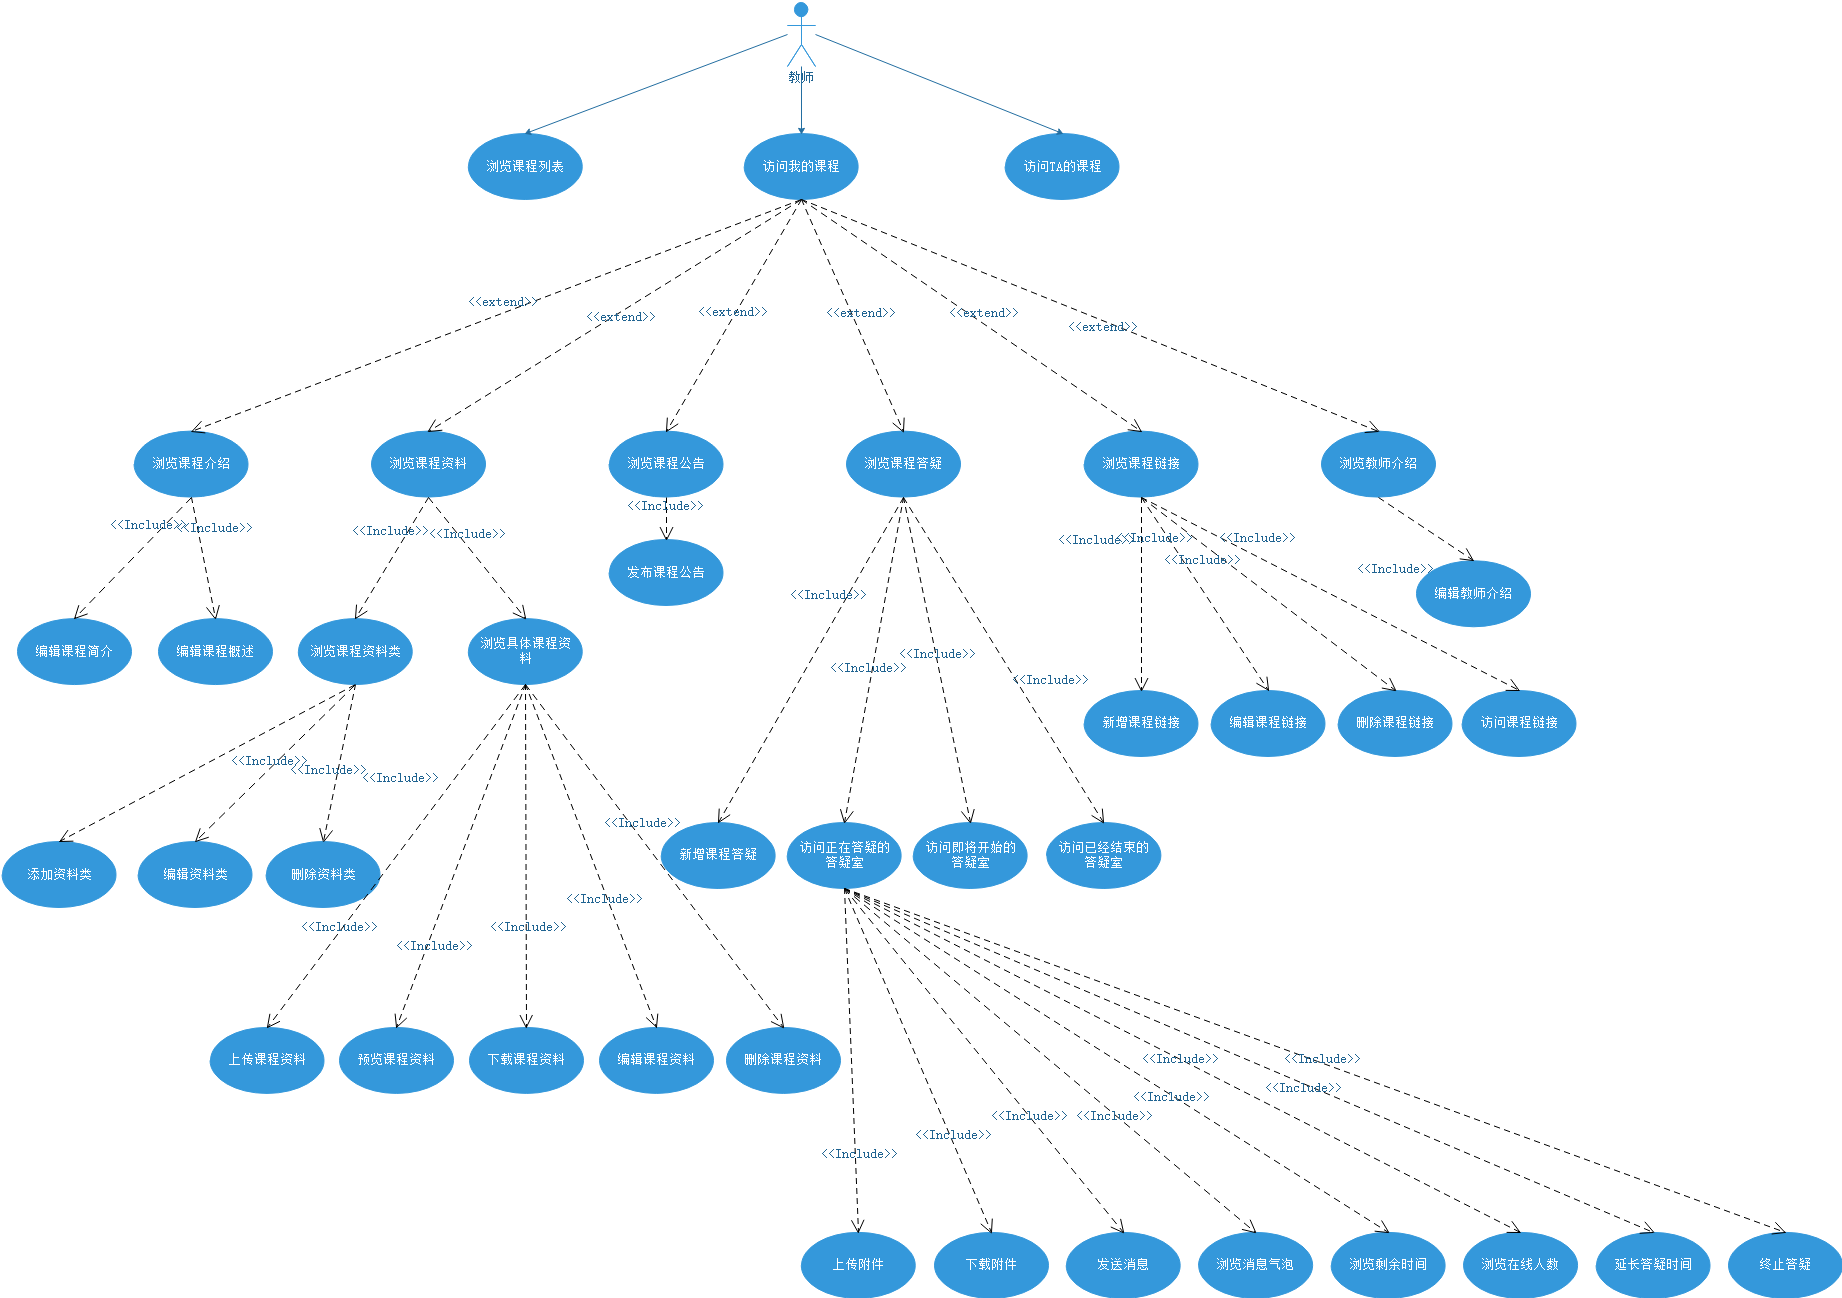 教师
浏览课程列表
访问我的课程
访问TA的课程
<<extend>>
<<extend>>
<<extend>>
<<extend>>
<<extend>>
<<extend>>
浏览课程介绍
浏览课程资料
浏览课程公告
浏览课程答疑
浏览课程链接
浏览教师介绍
<<Include>>
<<Include>>
<<Include>>
<<Include>>
<<Include>>
<<Include>>
<<Include>>
<<Include>>
<<Include>>
<<Include>>
发布课程公告
编辑教师介绍
<<Include>>
<<Include>>
<<Include>>
<<Include>>
编辑课程简介
编辑课程概述
浏览课程资料类
浏览具体课程资
料
新增课程链接
编辑课程链接
删除课程链接
访问课程链接
<<Include>>
<<Include>>
<<Include>>
<<Include>>
添加资料类
编辑资料类
删除资料类
新增课程答疑
访问正在答疑的
答疑室
访问即将开始的
答疑室
访问已经结束的
答疑室
<<Include>>
<<Include>>
<<Include>>
<<Include>>
上传课程资料
预览课程资料
下载课程资料
编辑课程资料
删除课程资料
<<Include>>
<<Include>>
<<Include>>
<<Include>>
<<Include>>
<<Include>>
<<Include>>
<<Include>>
上传附件
下载附件
发送消息
浏览消息气泡
浏览剩余时间
浏览在线人数
延长答疑时间
终止答疑